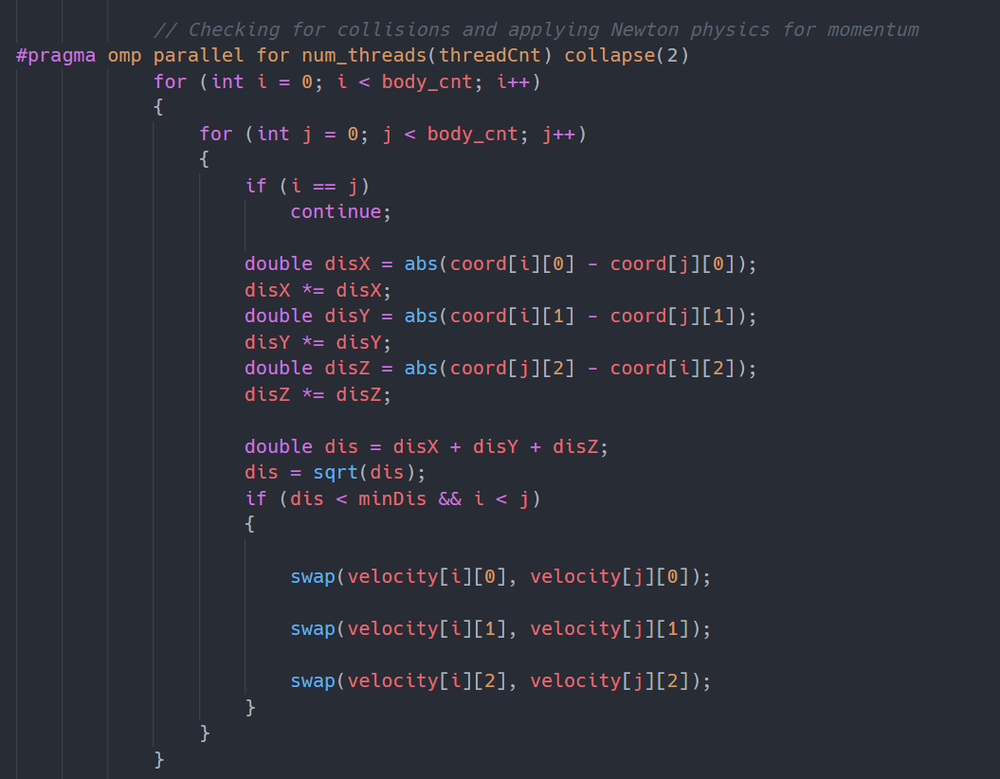 // Checking for collisions and applying Newton physics for momentum
#pragma omp parallel for num_threads(threadCnt) collapse(2)
for (int i = 0; i < body_cnt; i++)
{
for (int j = 0; j < body_cnt; j++)
{
if (i == j)
continue;
double disX = abs(coord[i][0] - coord[j][0]);
disX *= disX;
double disY = abs(coord[i][1] - coord[j][1]);
disY *= disY;
double disZ = abs(coord[j][2] - coord[i][2]);
disZ *= disZ;
double dis = disX + disY + disZ;
dis = sqrt(dis);
if (dis < minDis && i < j)
{
swap(velocity[i][0], velocity[j][0]);
swap(velocity[i][1], velocity[j][1]);
swap(velocity[i][2], velocity[j][2]);
}
}
}